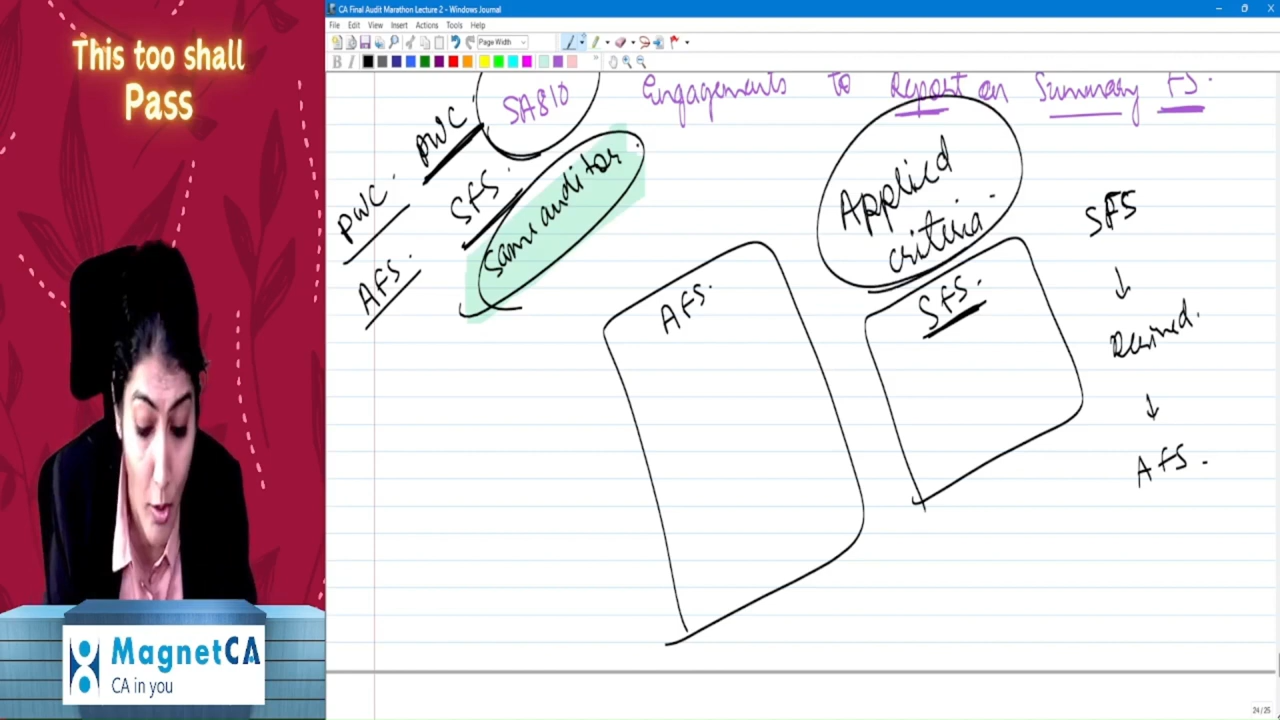 This too shall
Pass
CA Final Audit Marathon Lecture 2 - Windows Journal
File Edit View Insert Actions Tools Help
Page Width
B I
SA810 Engagements to Report on Summary FS.
PWC.
SFS.
PWC.
AFS.
Same auditor.
Applied
criteria.
AFS.
SFS.
SFS
↓
Derived.
↓
AFS.
MagnetCA
CA in you
24 / 25